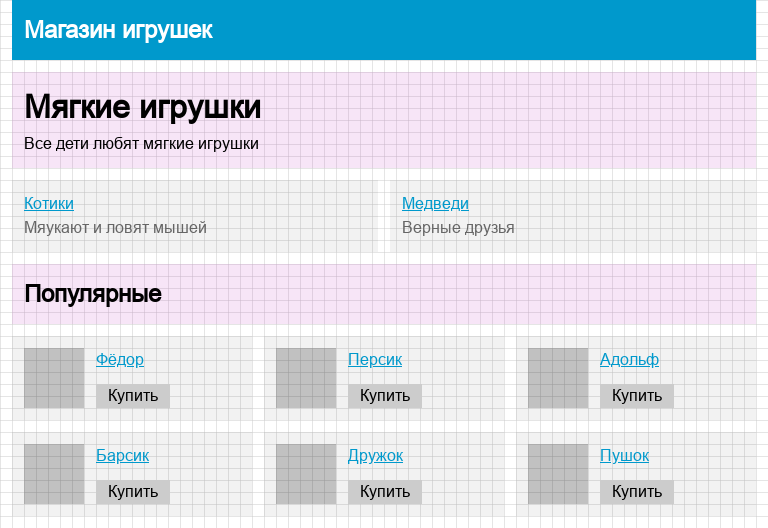 Магазин игрушек
Мягкие игрушки
Все дети любят мягкие игрушки
Котики
Мяукают и ловят мышей
Медведи
Верные друзья
Популярные
Фёдор
Купить
Персик
Купить
Адольф
Купить
Барсик
Купить
Дружок
Купить
Пушок
Купить